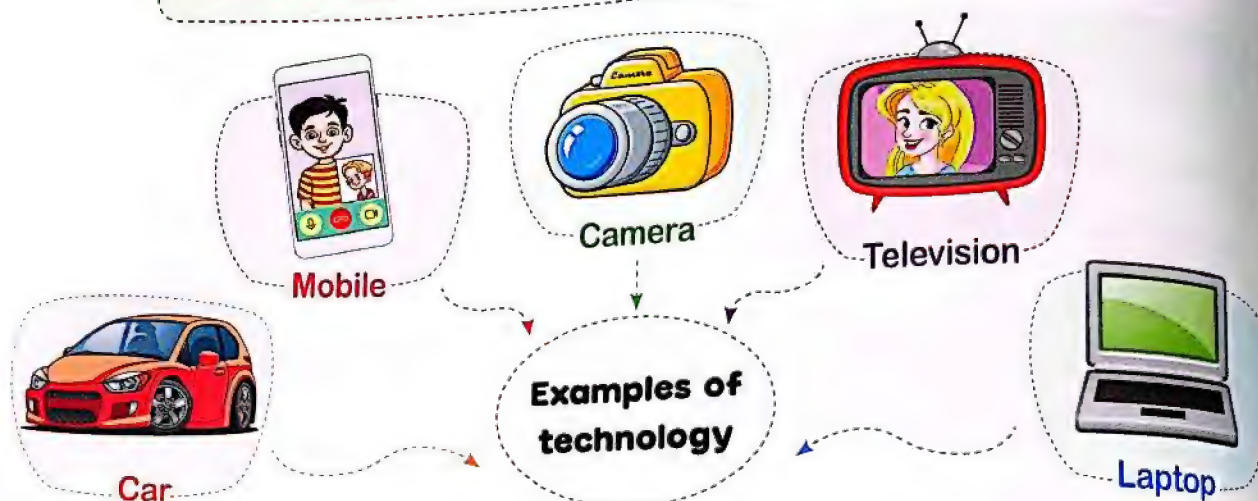 Camera
Mobile
Camera
Television
Car
Examples of
technology
Laptop